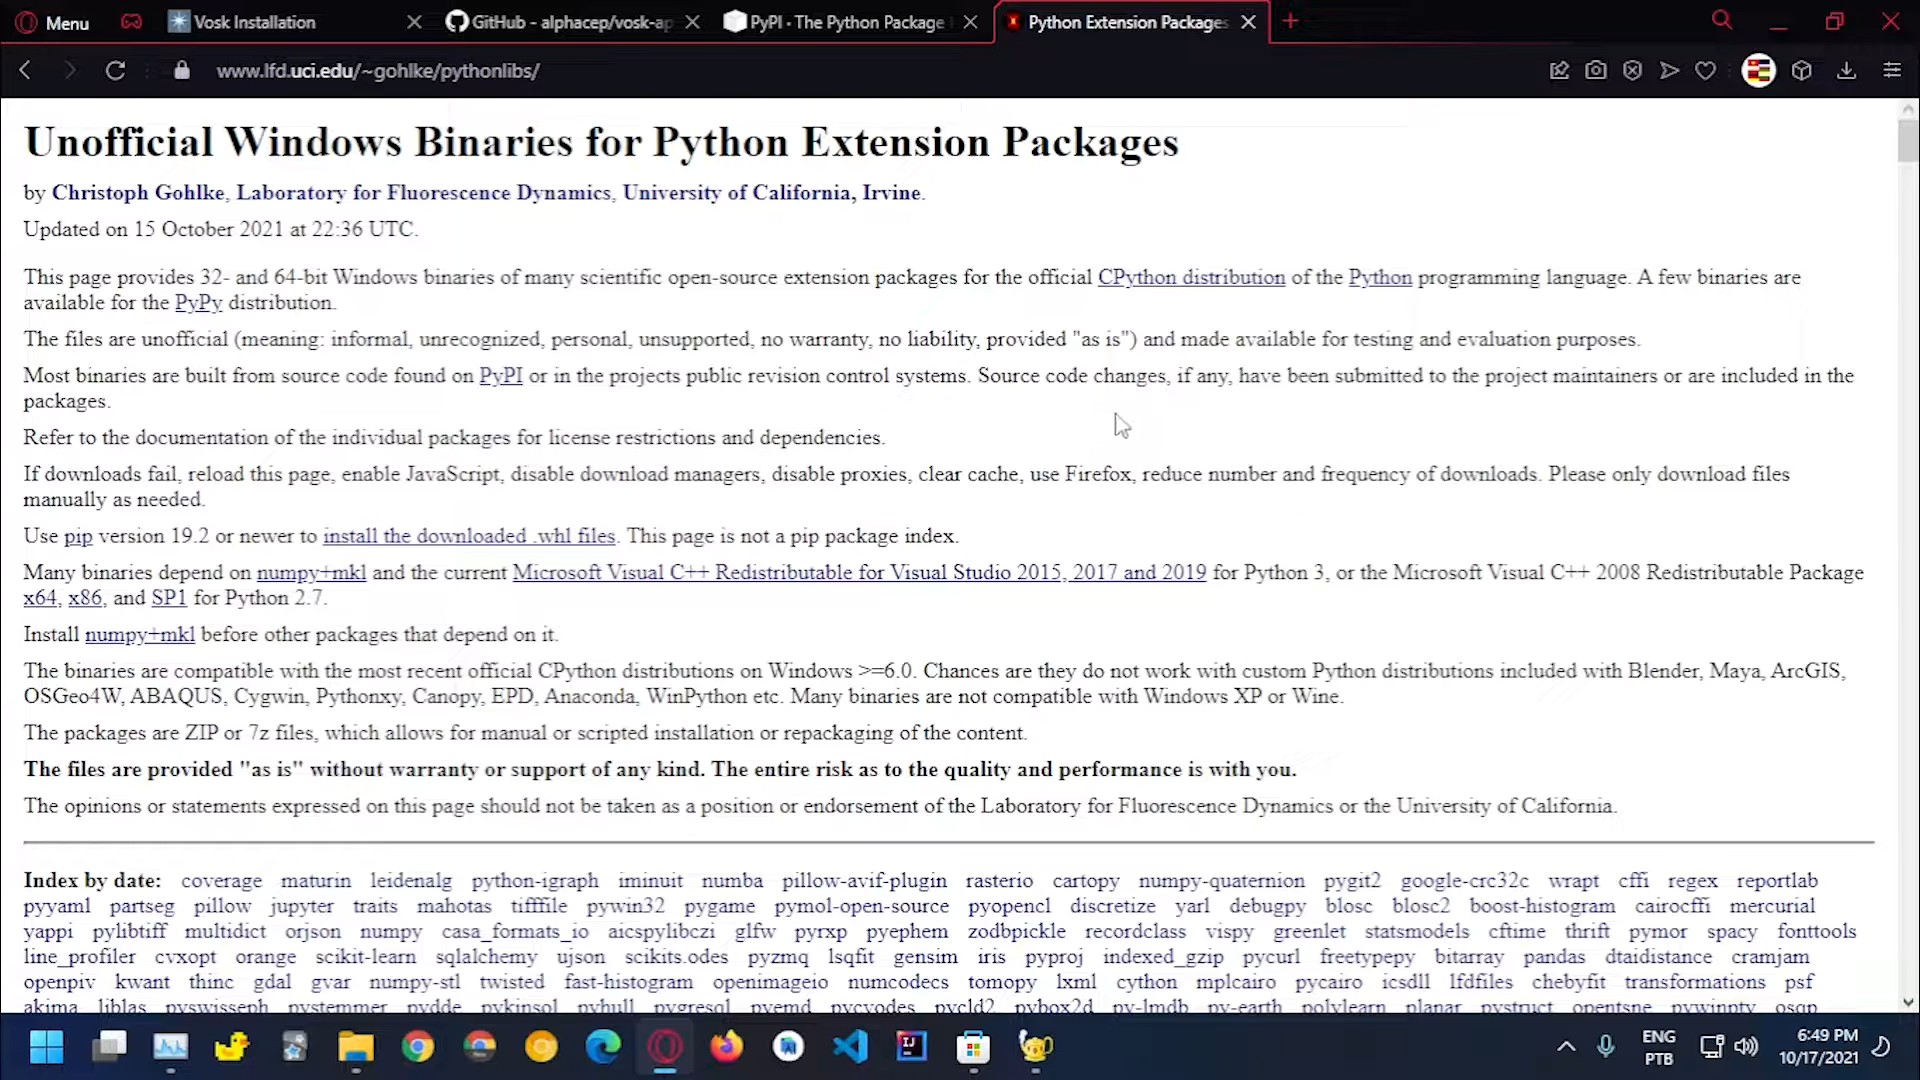 Menu
Vosk Installation
GitHub - alphacep/vosk-ap
PyPI · The Python Package
Python Extension Packages
www.lfd.uci.edu/~gohlke/pythonlibs/
Unofficial Windows Binaries for Python Extension Packages
by Christoph Gohlke, Laboratory for Fluorescence Dynamics, University of California, Irvine.
Updated on 15 October 2021 at 22:36 UTC.
This page provides 32- and 64-bit Windows binaries of many scientific open-source extension packages for the official CPython distribution of the Python programming language. A few binaries are
available for the PyPy distribution.
The files are unofficial (meaning: informal, unrecognized, personal, unsupported, no warranty, no liability, provided "as is") and made available for testing and evaluation purposes.
Most binaries are built from source code found on PyPI or in the projects public revision control systems. Source code changes, if any, have been submitted to the project maintainers or are included in the
packages.
Refer to the documentation of the individual packages for license restrictions and dependencies.
If downloads fail, reload this page, enable JavaScript, disable download managers, disable proxies, clear cache, use Firefox, reduce number and frequency of downloads. Please only download files
manually as needed.
Use pip version 19.2 or newer to install the downloaded .whl files. This page is not a pip package index.
Many binaries depend on numpy+mkl and the current Microsoft Visual C++ Redistributable for Visual Studio 2015, 2017 and 2019 for Python 3, or the Microsoft Visual C++ 2008 Redistributable Package
x64, x86, and SP1 for Python 2.7.
Install numpy+mkl before other packages that depend on it.
The binaries are compatible with the most recent official CPython distributions on Windows >=6.0. Chances are they do not work with custom Python distributions included with Blender, Maya, ArcGIS,
OSGeo4W, ABAQUS, Cygwin, Pythonxy, Canopy, EPD, Anaconda, WinPython etc. Many binaries are not compatible with Windows XP or Wine.
The packages are ZIP or 7z files, which allows for manual or scripted installation or repackaging of the content.
The files are provided "as is" without warranty or support of any kind. The entire risk as to the quality and performance is with you.
The opinions or statements expressed on this page should not be taken as a position or endorsement of the Laboratory for Fluorescence Dynamics or the University of California.
Index by date: coverage maturin leidenalg python-igraph iminuit numba pillow-avif-plugin rasterio cartopy numpy-quaternion pygit2 google-crc32c wrapt cffi regex reportlab
pyyaml partseg pillow jupyter traits mahotas tifffile pywin32 pygame pymol-open-source pyopencl discretize yarl debugpy blosc blosc2 boost-histogram cairocffi mercurial
yappi pylibtiff multidict orjson numpy casa_formats_io aicspylibczi glfw pyrxp pyephem zodbpickle recordclass vispy greenlet statsmodels cftime thrift pymor spacy fonttools
line_profiler cvxopt orange scikit-learn sqlalchemy ujson scikits.odes pyzmq lsqfit gensim iris pyproj indexed_gzip pycurl freetypepy bitarray pandas dtaidistance cramjam
openpiv kwant thinc gdal gvar numpy-stl twisted fast-histogram openimageio numcodecs tomopy lxml cython mplcairo pycairo icsdll lfdfiles chebyfit transformations psf
akima liblas pyswisseph pystemmer pydde pykinsol pyhull pygresql pyemd pycvodes pycld2 pybox2d py-lmdb py-earth polylearn planar pystruct opentsne pywinpty osqp
ENG
PTB
6:49 PM
10/17/2021